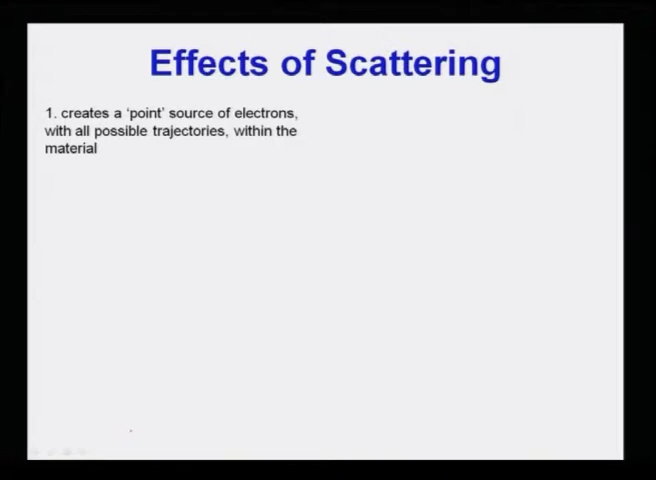 Effects of Scattering
1. creates a ‘point’ source of electrons,
with all possible trajectories, within the
material